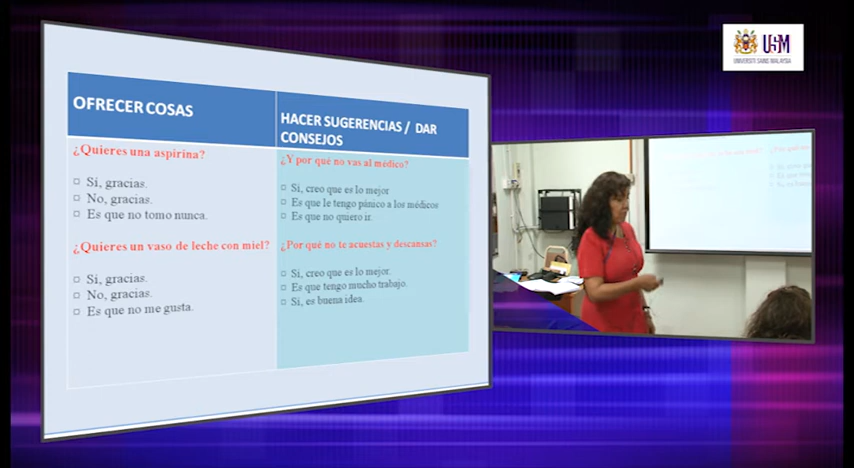 OFRECER COSAS
¿Quieres una aspirina?
Sí, gracias.
No, gracias.
Es que no tomo nunca.
¿Quieres un vaso de leche con miel?
Sí, gracias.
No, gracias.
Es que no me gusta.
HACER SUGERENCIAS / DAR
CONSEJOS
¿Y por qué no vas al médico?
Sí, creo que es lo mejor
Es que le tengo pánico a los médicos
Es que no quiero ir.
¿Por qué no te acuestas y descansas?
Sí, creo que es lo mejor.
Es que tengo mucho trabajo.
Sí, es buena idea.
USM
UNIVERSITI SAINS MALAYSIA